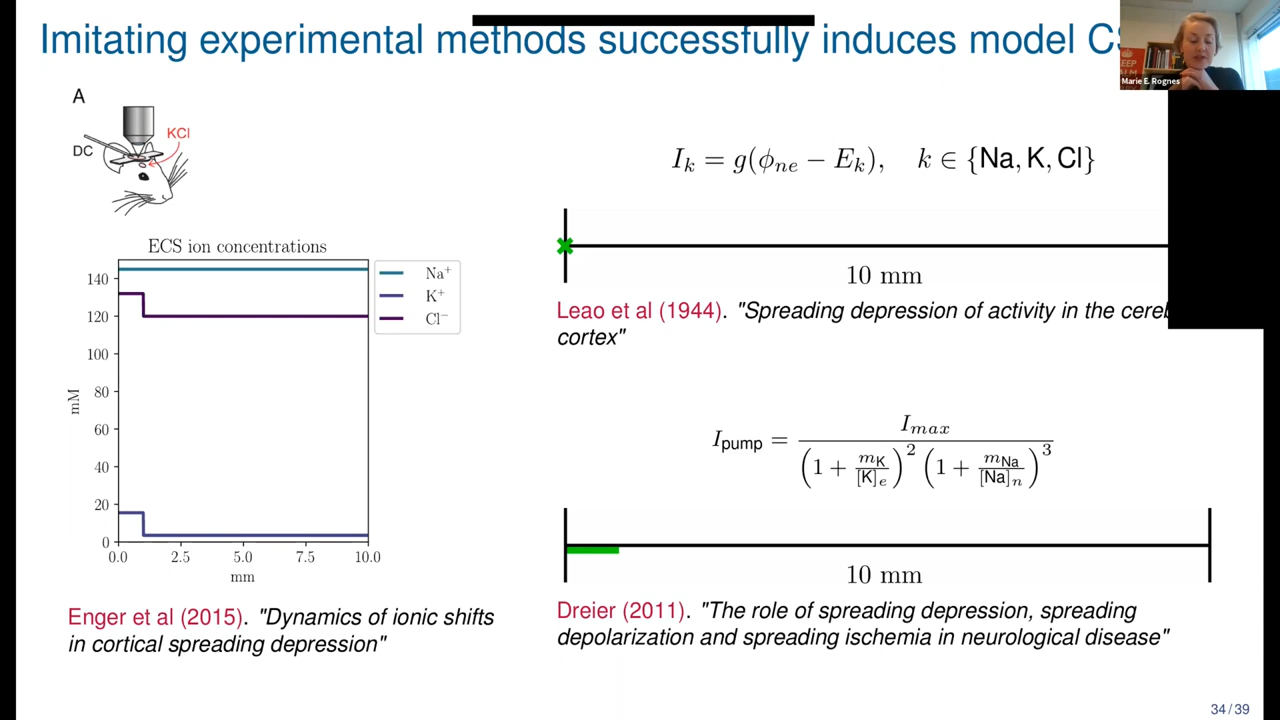 Imitating experimental methods successfully induces model
Marie E. Rognes
A
KCl
DC
ECS ion concentrations
140
120
100
80
60
40
20
0
mM
0.0 2.5 5.0 7.5 10.0
mm
Na⁺
K⁺
Cl⁻
Enger et al (2015). "Dynamics of ionic shifts
in cortical spreading depression"
I_k = g(ϕ_ne − E_k), k ∈ {Na, K, Cl}
10 mm
Leao et al (1944). "Spreading depression of activity in the
cortex"
I_pump = I_max / ((1 + m_K/[K]_e)² (1 + m_Na/[Na]_n)³)
10 mm
Dreier (2011). "The role of spreading depression, spreading
depolarization and spreading ischemia in neurological disease"
34 / 39